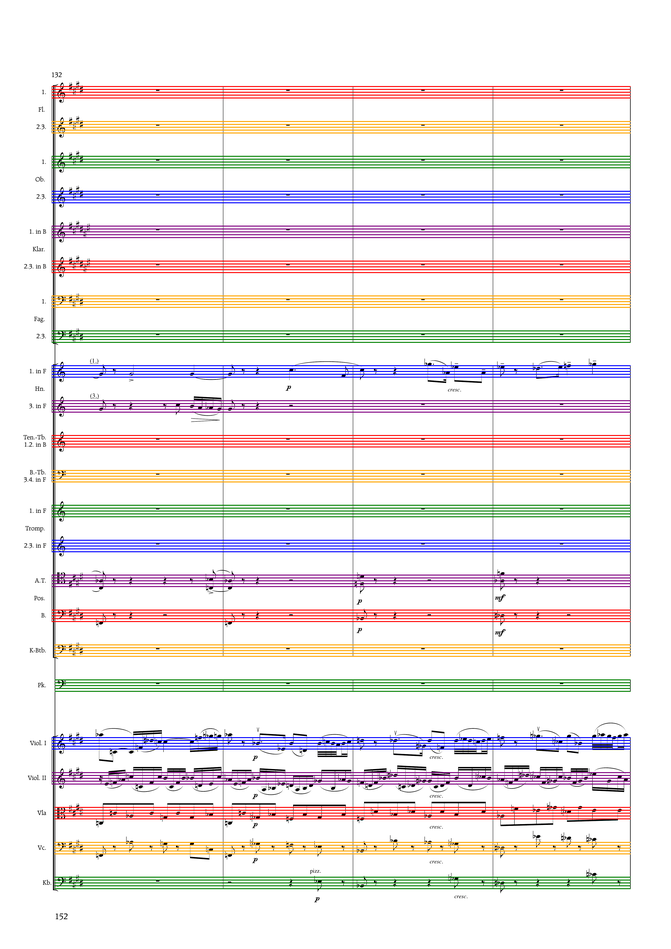 132
1.
Fl.
2.3.
1.
Ob.
2.3.
1. in B
Klar.
2.3. in B
1.
Fag.
2.3.
(1.)
1. in F
p
cresc.
Hn.
(3.)
3. in F
Ten.-Tb.
1.2. in B
B.-Tb.
3.4. in F
1. in F
Tromp.
2.3. in F
A.T.
p mf
Pos.
B.
p mf
K-Btb.
Pk.
Viol. I
p cresc.
Viol. II
p cresc.
Vla
p cresc.
Vc.
p cresc.
pizz.
Kb.
p cresc.
152